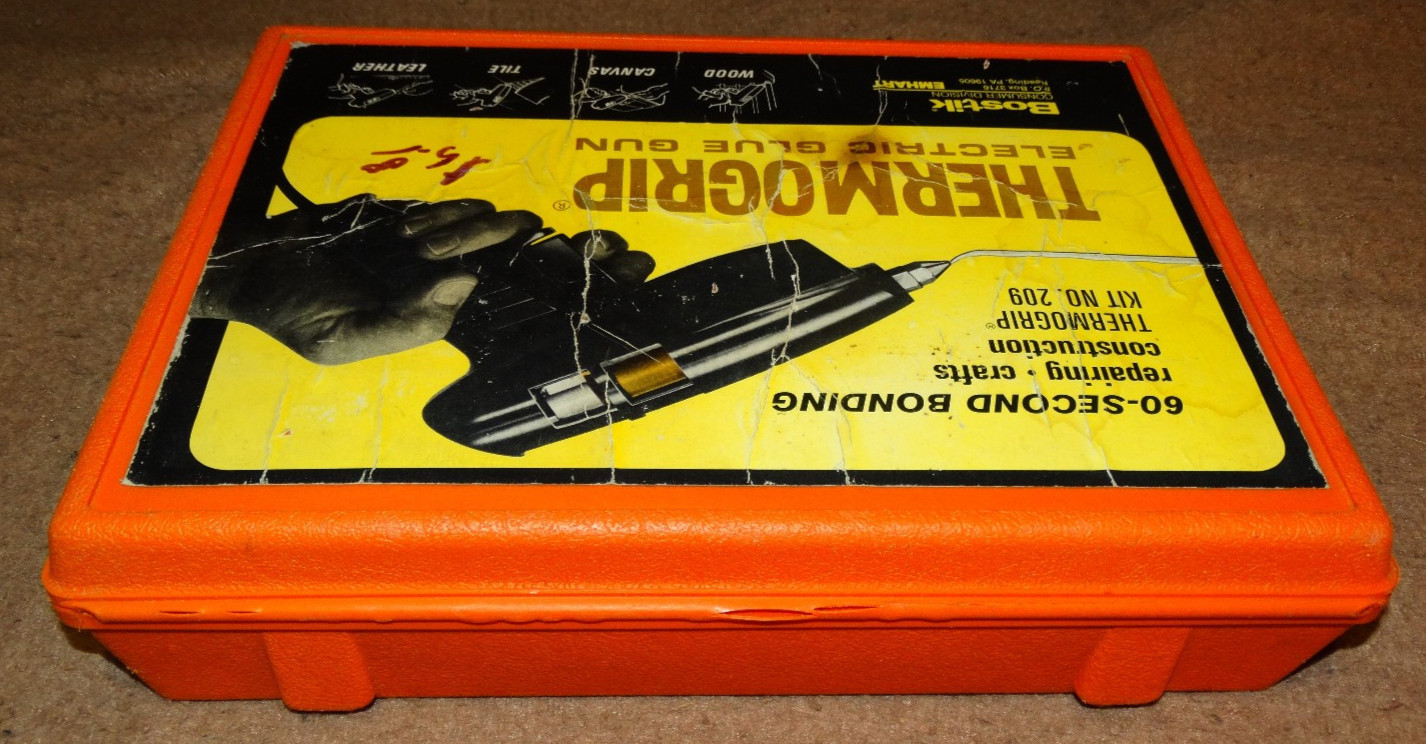 60-SECOND BONDING
repairing • crafts
construction
THERMOGRIP®
KIT NO. 209
THERMOGRIP®
ELECTRIC GLUE GUN
Bostik
CONSUMER DIVISION
EMHART
P.O. Box 3716
Reading, PA 19605
WOOD
CANVAS
TILE
LEATHER